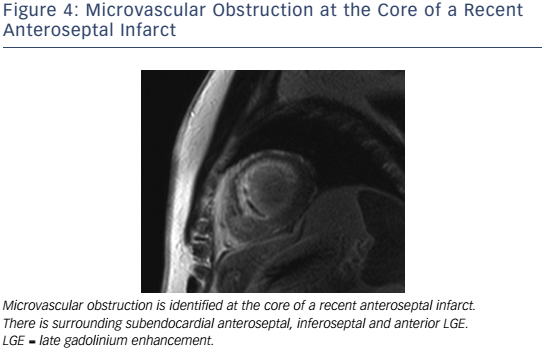 Figure 4: Microvascular Obstruction at the Core of a Recent
Anteroseptal Infarct
Microvascular obstruction is identified at the core of a recent anteroseptal infarct.
There is surrounding subendocardial anteroseptal, inferoseptal and anterior LGE.
LGE = late gadolinium enhancement.